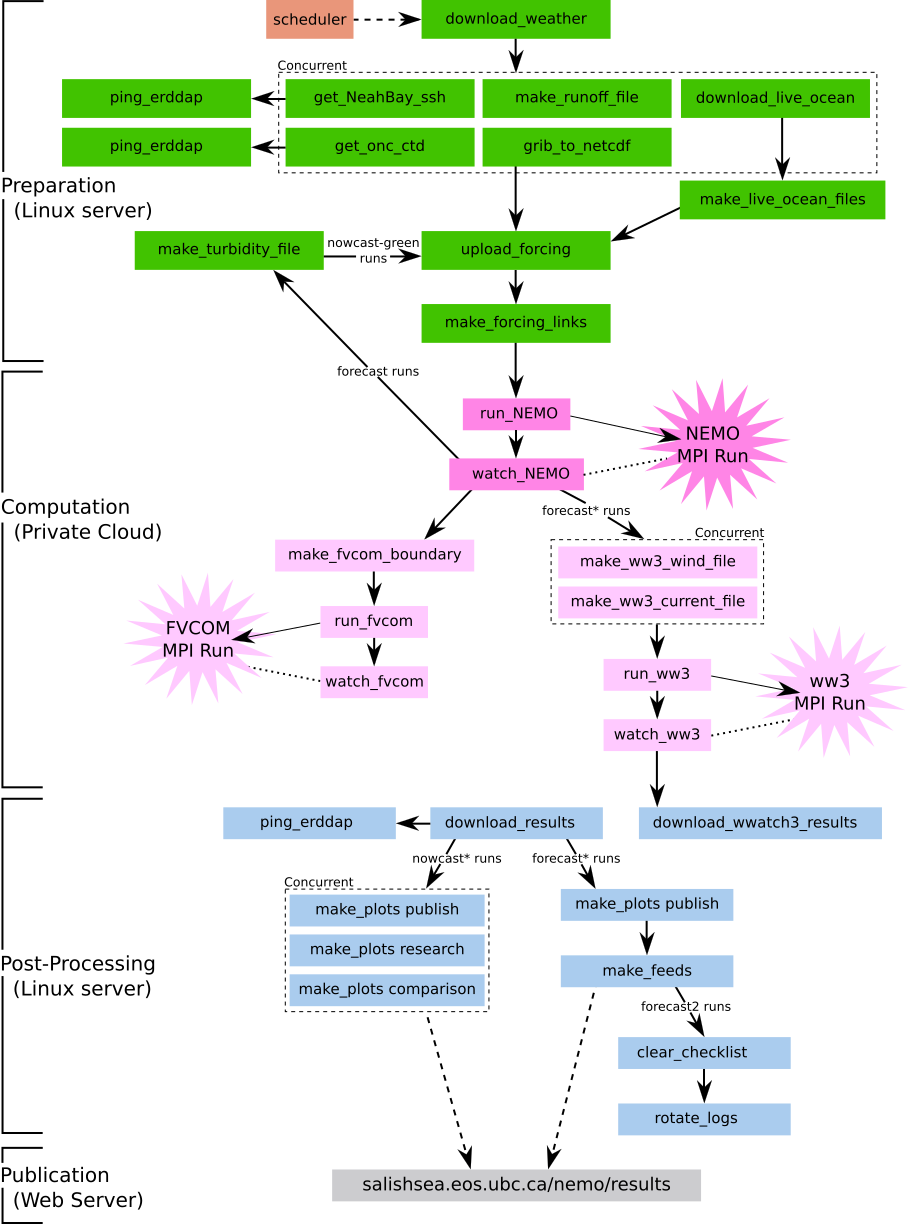 scheduler
download_weather
Concurrent
ping_erddap
get_NeahBay_ssh
make_runoff_file
download_live_ocean
ping_erddap
get_onc_ctd
grib_to_netcdf
Preparation
(Linux server)
make_live_ocean_files
make_turbidity_file
nowcast-green
runs
upload_forcing
make_forcing_links
forecast runs
run_NEMO
NEMO
MPI Run
watch_NEMO
Computation
(Private Cloud)
forecast* runs
Concurrent
make_fvcom_boundary
make_ww3_wind_file
make_ww3_current_file
FVCOM
MPI Run
run_fvcom
watch_fvcom
run_ww3
ww3
MPI Run
watch_ww3
ping_erddap
download_results
download_wwatch3_results
nowcast* runs
forecast* runs
Concurrent
make_plots publish
make_plots research
make_plots comparison
make_plots publish
make_feeds
Post-Processing
(Linux server)
forecast2 runs
clear_checklist
rotate_logs
Publication
(Web Server)
salishsea.eos.ubc.ca/nemo/results